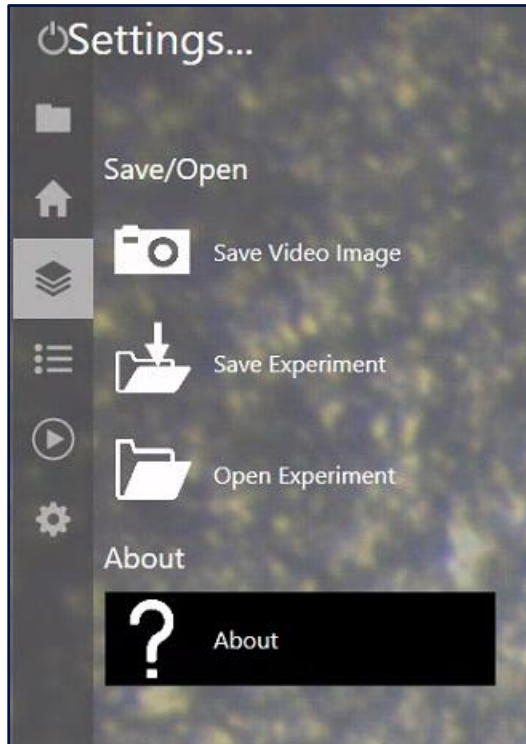 Settings...
Save/Open
Save Video Image
Save Experiment
Open Experiment
About
About